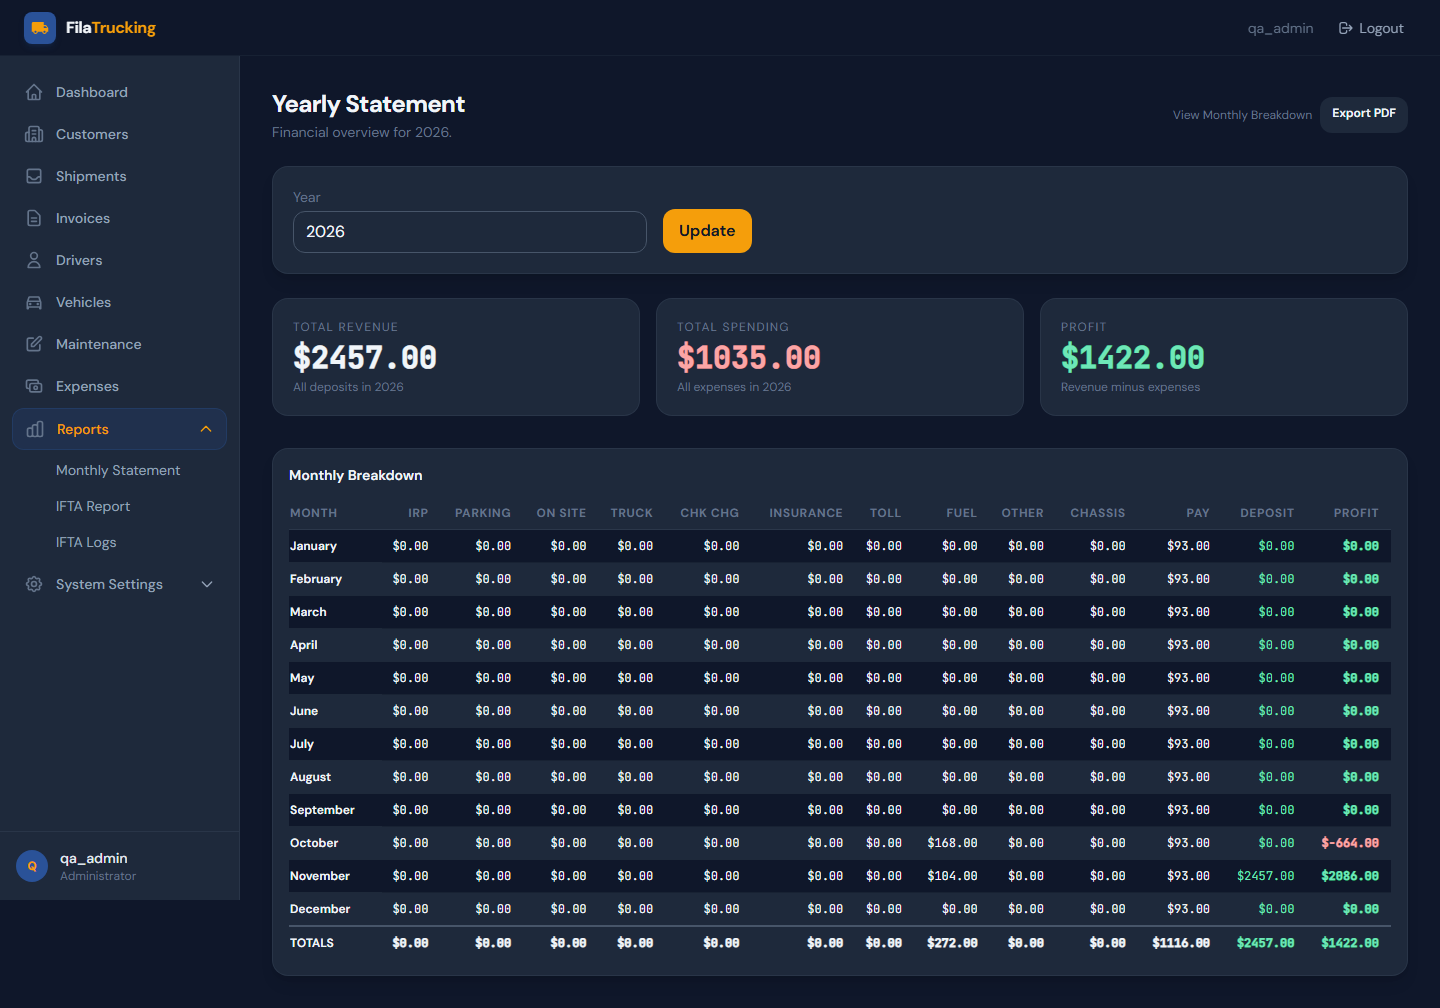 FilaTrucking
qa_admin
Logout
Dashboard
Customers
Shipments
Invoices
Drivers
Vehicles
Maintenance
Expenses
Reports
Monthly Statement
IFTA Report
IFTA Logs
System Settings
Q
qa_admin
Administrator
Yearly Statement
Financial overview for 2026.
View Monthly Breakdown
Export PDF
Year
2026
Update
TOTAL REVENUE
$2457.00
All deposits in 2026
TOTAL SPENDING
$1035.00
All expenses in 2026
PROFIT
$1422.00
Revenue minus expenses
Monthly Breakdown
MONTH IRP PARKING ON SITE TRUCK CHK CHG INSURANCE TOLL FUEL OTHER CHASSIS PAY DEPOSIT PROFIT
January $0.00 $0.00 $0.00 $0.00 $0.00 $0.00 $0.00 $0.00 $0.00 $0.00 $93.00 $0.00 $0.00
February $0.00 $0.00 $0.00 $0.00 $0.00 $0.00 $0.00 $0.00 $0.00 $0.00 $93.00 $0.00 $0.00
March $0.00 $0.00 $0.00 $0.00 $0.00 $0.00 $0.00 $0.00 $0.00 $0.00 $93.00 $0.00 $0.00
April $0.00 $0.00 $0.00 $0.00 $0.00 $0.00 $0.00 $0.00 $0.00 $0.00 $93.00 $0.00 $0.00
May $0.00 $0.00 $0.00 $0.00 $0.00 $0.00 $0.00 $0.00 $0.00 $0.00 $93.00 $0.00 $0.00
June $0.00 $0.00 $0.00 $0.00 $0.00 $0.00 $0.00 $0.00 $0.00 $0.00 $93.00 $0.00 $0.00
July $0.00 $0.00 $0.00 $0.00 $0.00 $0.00 $0.00 $0.00 $0.00 $0.00 $93.00 $0.00 $0.00
August $0.00 $0.00 $0.00 $0.00 $0.00 $0.00 $0.00 $0.00 $0.00 $0.00 $93.00 $0.00 $0.00
September $0.00 $0.00 $0.00 $0.00 $0.00 $0.00 $0.00 $0.00 $0.00 $0.00 $93.00 $0.00 $0.00
October $0.00 $0.00 $0.00 $0.00 $0.00 $0.00 $0.00 $168.00 $0.00 $0.00 $93.00 $0.00 $-664.00
November $0.00 $0.00 $0.00 $0.00 $0.00 $0.00 $0.00 $104.00 $0.00 $0.00 $93.00 $2457.00 $2086.00
December $0.00 $0.00 $0.00 $0.00 $0.00 $0.00 $0.00 $0.00 $0.00 $0.00 $93.00 $0.00 $0.00
TOTALS $0.00 $0.00 $0.00 $0.00 $0.00 $0.00 $0.00 $272.00 $0.00 $0.00 $1116.00 $2457.00 $1422.00